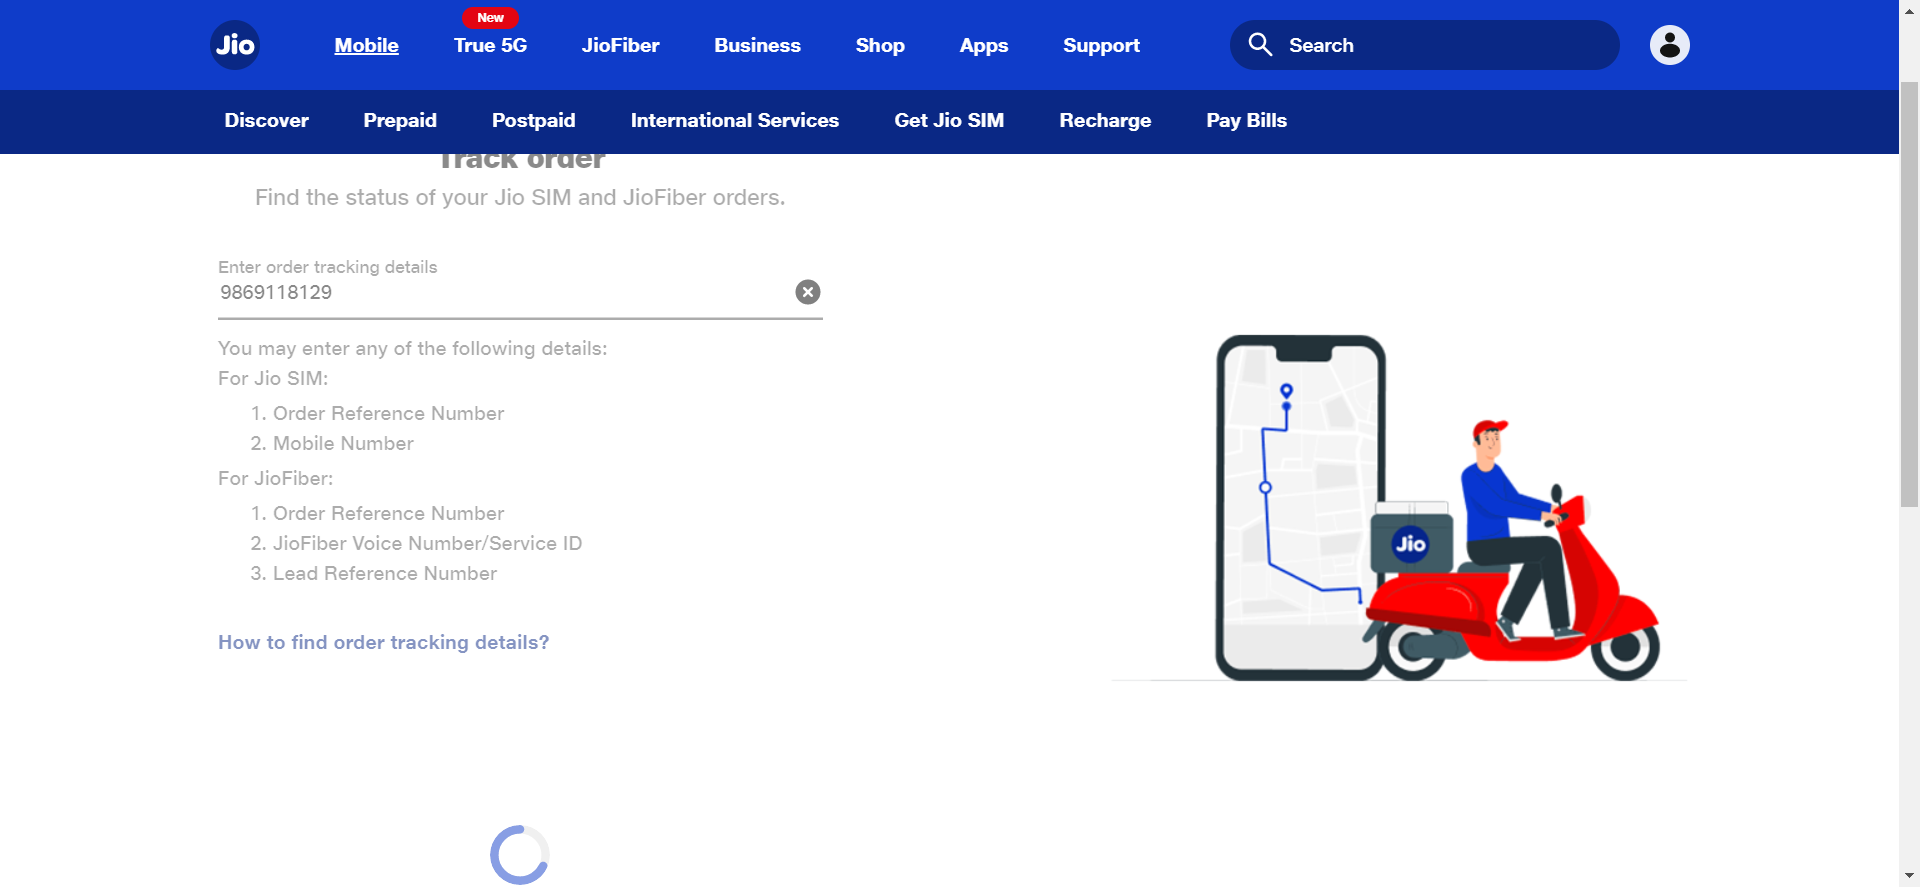 Jio
Mobile
New
True 5G
JioFiber
Business
Shop
Apps
Support
Search
Discover
Prepaid
Postpaid
International Services
Get Jio SIM
Recharge
Pay Bills
Track order
Find the status of your Jio SIM and JioFiber orders.
Enter order tracking details
9869118129
You may enter any of the following details:
For Jio SIM:
1. Order Reference Number
2. Mobile Number
For JioFiber:
1. Order Reference Number
2. JioFiber Voice Number/Service ID
3. Lead Reference Number
How to find order tracking details?
Jio